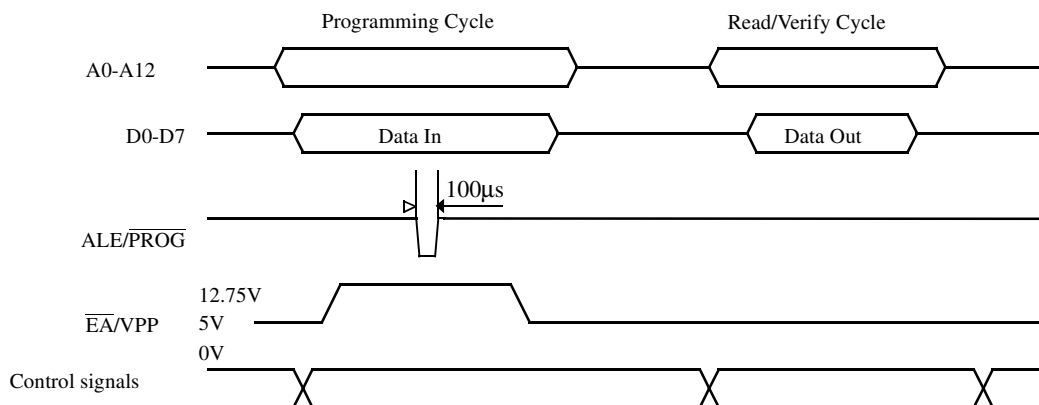 Programming Cycle
Read/Verify Cycle
A0-A12
D0-D7
Data In
Data Out
100µs
ALE/PROG
12.75V
EA/VPP
5V
0V
Control signals